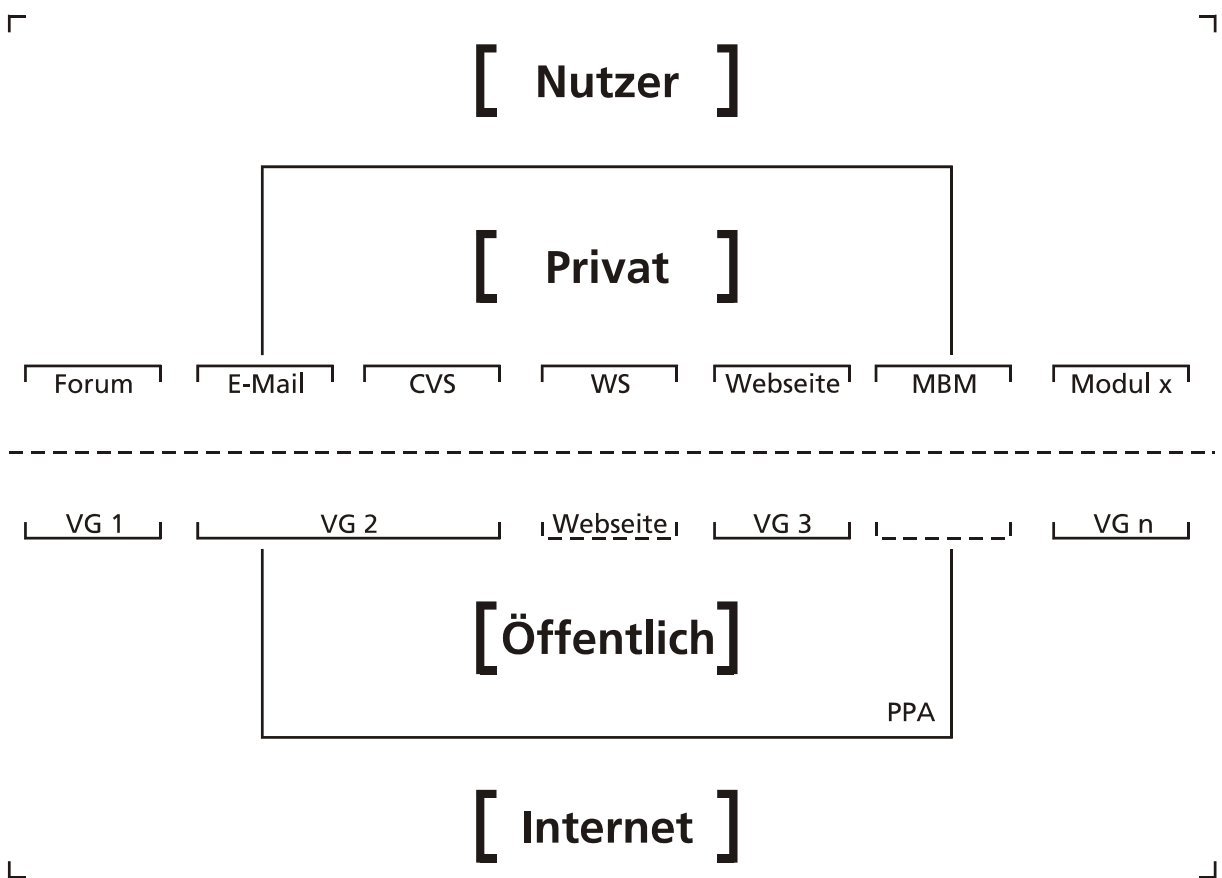 Nutzer
Privat
Forum E-Mail CVS WS Webseite MBM Modul x
VG 1 VG 2 Webseite VG 3 VG n
Öffentlich
PPA
Internet